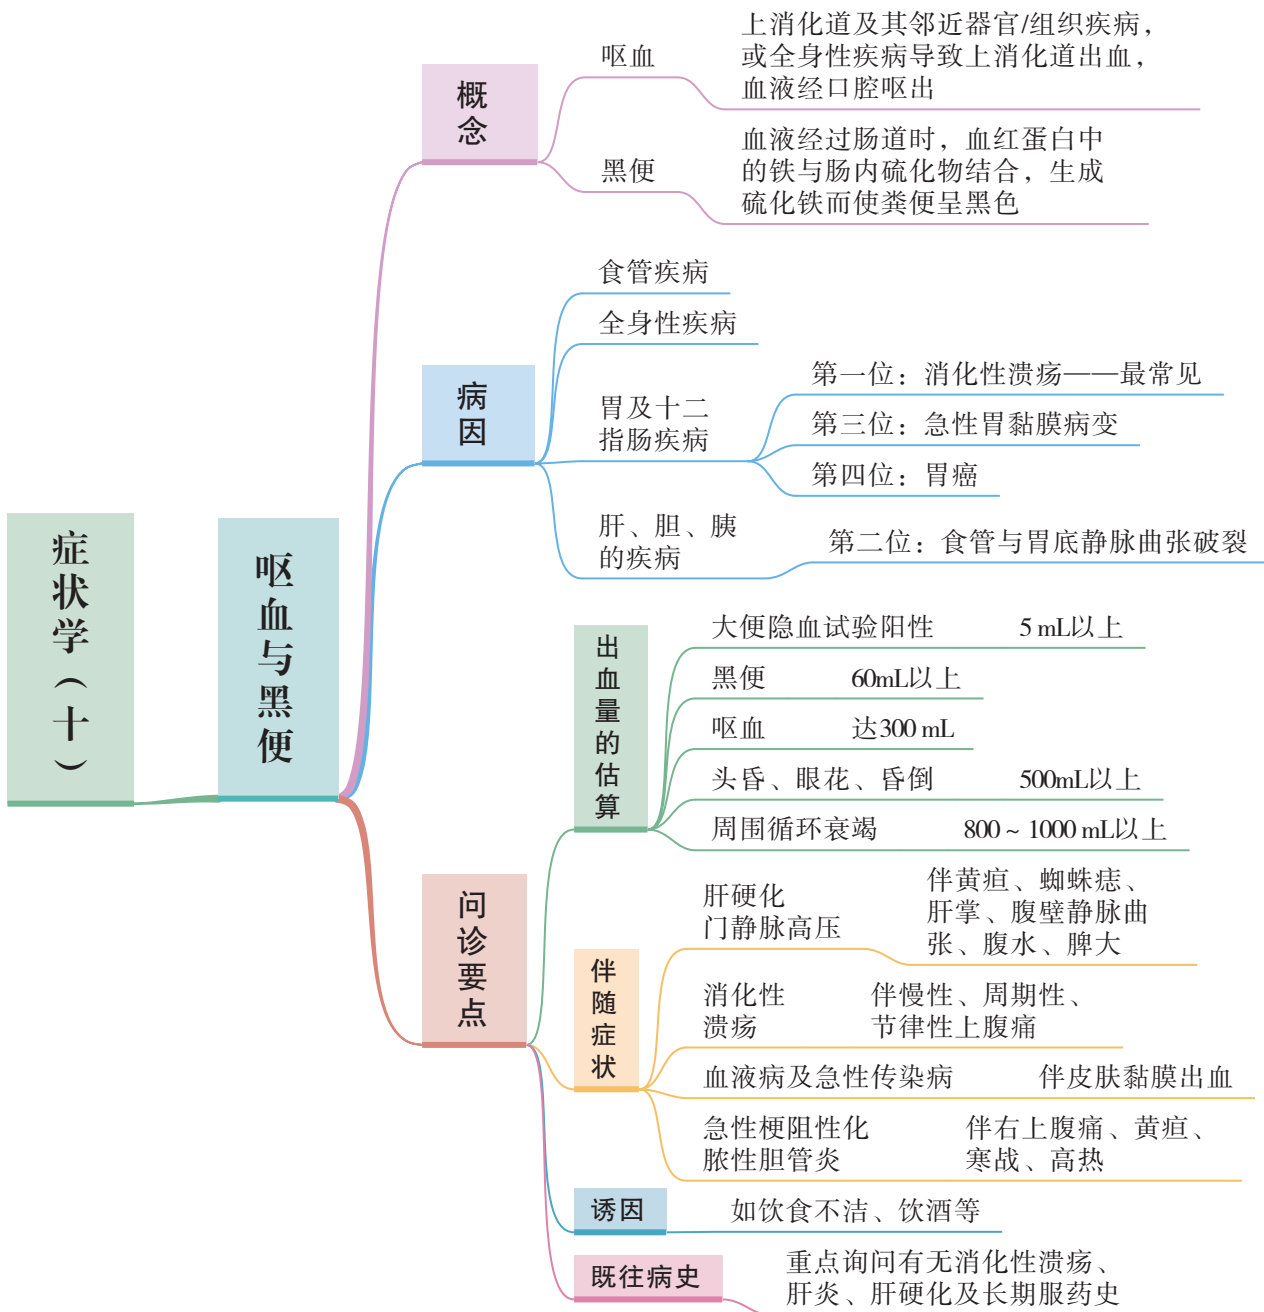 症状学（十）
呕血与黑便
概念
呕血
上消化道及其邻近器官/组织疾病，
或全身性疾病导致上消化道出血，
血液经口腔呕出
黑便
血液经过肠道时，血红蛋白中
的铁与肠内硫化物结合，生成
硫化铁而使粪便呈黑色
病因
食管疾病
全身性疾病
胃及十二
指肠疾病
第一位：消化性溃疡——最常见
第三位：急性胃黏膜病变
第四位：胃癌
肝、胆、胰
的疾病
第二位：食管与胃底静脉曲张破裂
问诊要点
出血量的估算
大便隐血试验阳性 5 mL以上
黑便 60mL以上
呕血 达300 mL
头昏、眼花、昏倒 500mL以上
周围循环衰竭 800 ~ 1000 mL以上
伴随症状
肝硬化
门静脉高压
伴黄疸、蜘蛛痣、
肝掌、腹壁静脉曲
张、腹水、脾大
消化性
溃疡
伴慢性、周期性、
节律性上腹痛
血液病及急性传染病 伴皮肤黏膜出血
急性梗阻性化
脓性胆管炎
伴右上腹痛、黄疸、
寒战、高热
诱因
如饮食不洁、饮酒等
既往病史
重点询问有无消化性溃疡、
肝炎、肝硬化及长期服药史